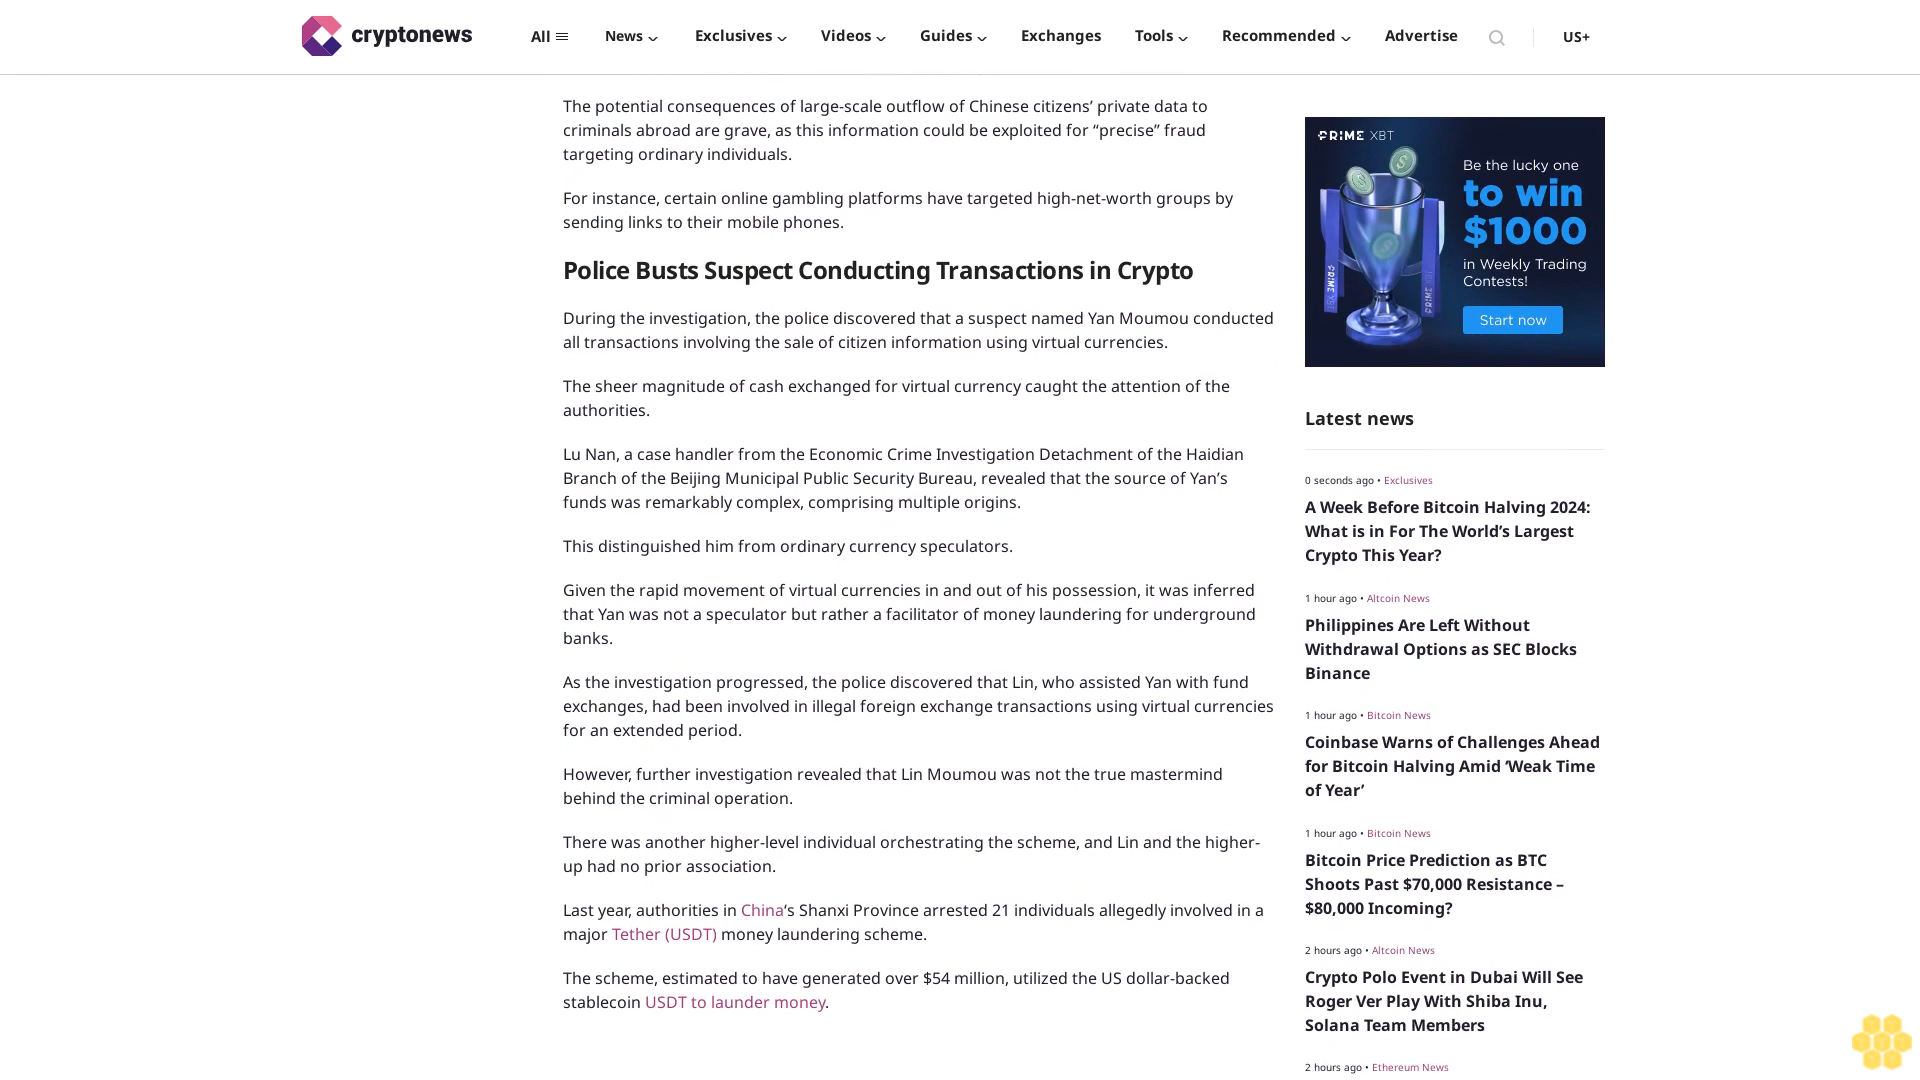 cryptonews
All
News
Exclusives
Videos
Guides
Exchanges
Tools
Recommended
Advertise
US+
The potential consequences of large-scale outflow of Chinese citizens’ private data to
criminals abroad are grave, as this information could be exploited for “precise” fraud
targeting ordinary individuals.
For instance, certain online gambling platforms have targeted high-net-worth groups by
sending links to their mobile phones.
Police Busts Suspect Conducting Transactions in Crypto
During the investigation, the police discovered that a suspect named Yan Moumou conducted
all transactions involving the sale of citizen information using virtual currencies.
The sheer magnitude of cash exchanged for virtual currency caught the attention of the
authorities.
Lu Nan, a case handler from the Economic Crime Investigation Detachment of the Haidian
Branch of the Beijing Municipal Public Security Bureau, revealed that the source of Yan’s
funds was remarkably complex, comprising multiple origins.
This distinguished him from ordinary currency speculators.
Given the rapid movement of virtual currencies in and out of his possession, it was inferred
that Yan was not a speculator but rather a facilitator of money laundering for underground
banks.
As the investigation progressed, the police discovered that Lin, who assisted Yan with fund
exchanges, had been involved in illegal foreign exchange transactions using virtual currencies
for an extended period.
However, further investigation revealed that Lin Moumou was not the true mastermind
behind the criminal operation.
There was another higher-level individual orchestrating the scheme, and Lin and the higher-
up had no prior association.
Last year, authorities in China‘s Shanxi Province arrested 21 individuals allegedly involved in a
major Tether (USDT) money laundering scheme.
The scheme, estimated to have generated over $54 million, utilized the US dollar-backed
stablecoin USDT to launder money.
PRIME XBT
Be the lucky one
to win
$1000
in Weekly Trading
Contests!
Start now
PRIME XBT
PRIME XBT
Latest news
0 seconds ago • Exclusives
A Week Before Bitcoin Halving 2024:
What is in For The World’s Largest
Crypto This Year?
1 hour ago • Altcoin News
Philippines Are Left Without
Withdrawal Options as SEC Blocks
Binance
1 hour ago • Bitcoin News
Coinbase Warns of Challenges Ahead
for Bitcoin Halving Amid ‘Weak Time
of Year’
1 hour ago • Bitcoin News
Bitcoin Price Prediction as BTC
Shoots Past $70,000 Resistance –
$80,000 Incoming?
2 hours ago • Altcoin News
Crypto Polo Event in Dubai Will See
Roger Ver Play With Shiba Inu,
Solana Team Members
2 hours ago • Ethereum News